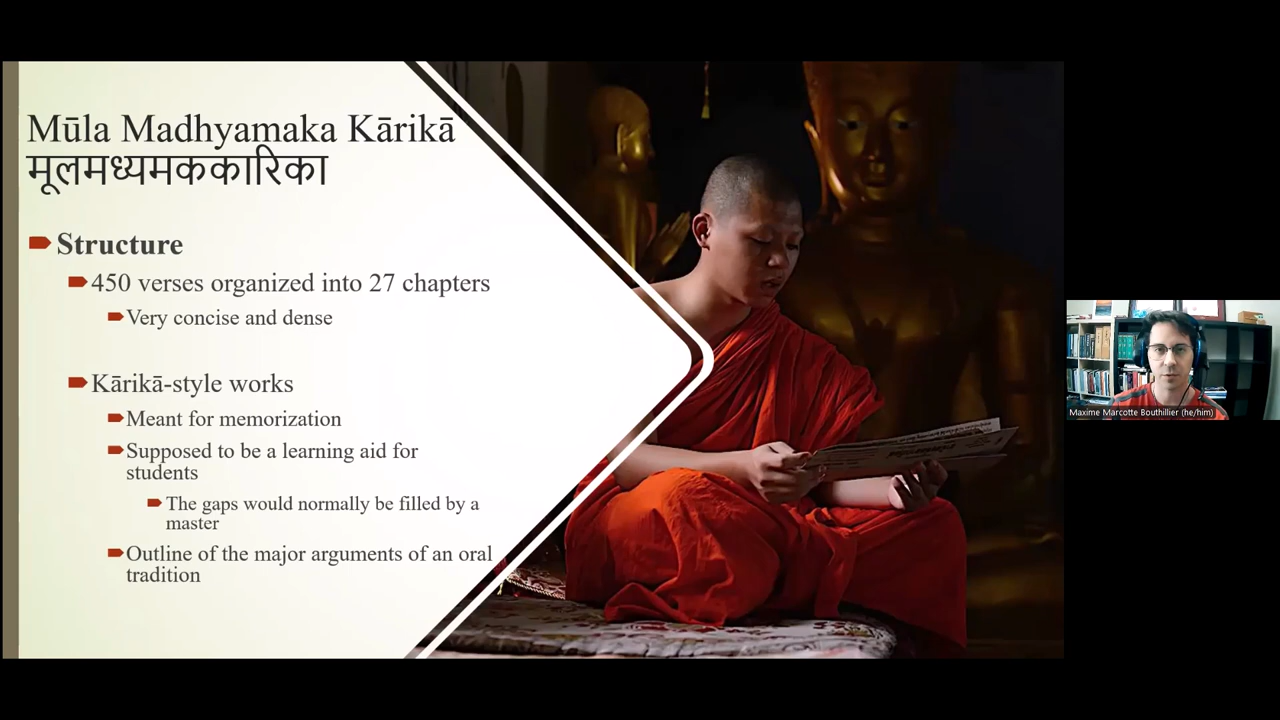 Mūla Madhyamaka Kārikā
मूलमध्यमककारिका
Structure
450 verses organized into 27 chapters
Very concise and dense
Kārikā-style works
Meant for memorization
Supposed to be a learning aid for
students
The gaps would normally be filled by a
master
Outline of the major arguments of an oral
tradition
Maxime Marcotte Bouthillier (he/him)